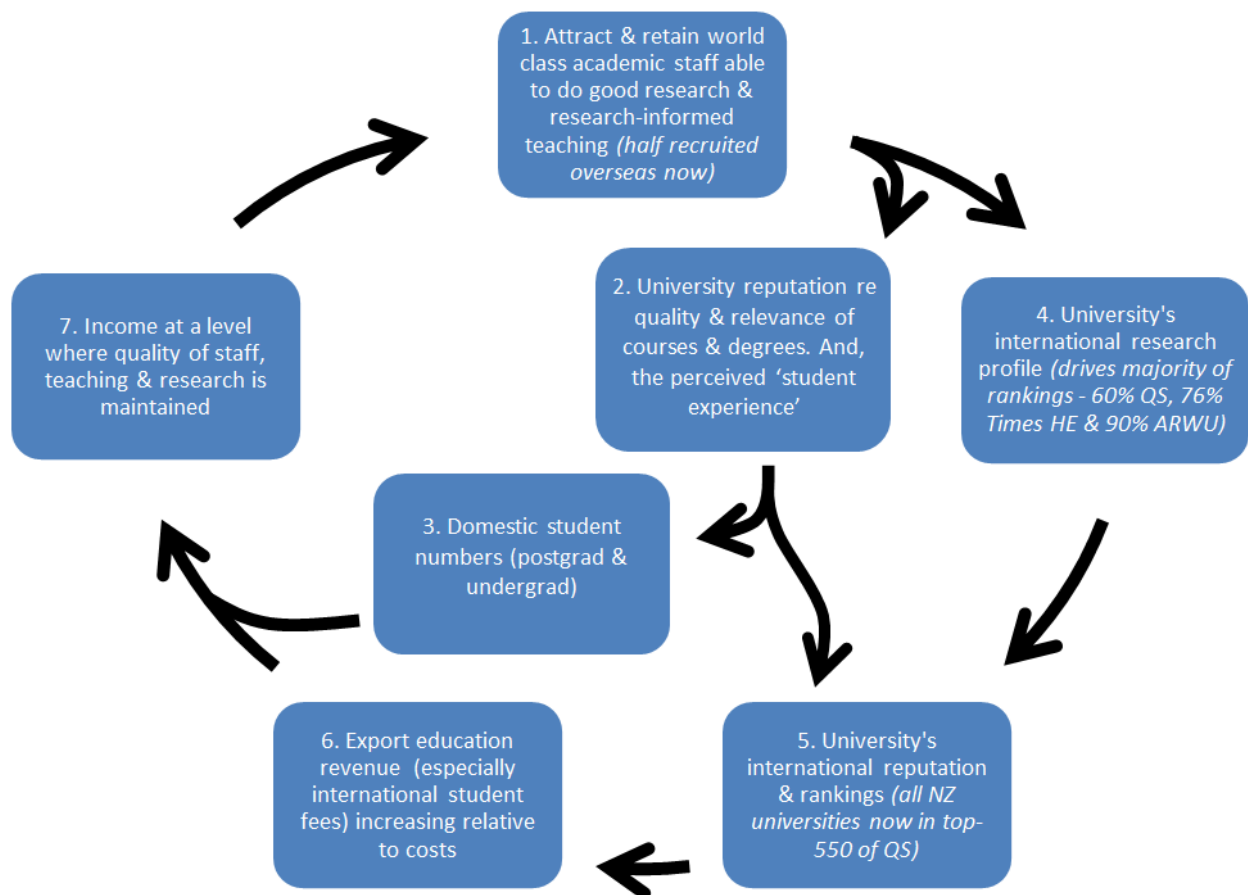 1. Attract & retain world
class academic staff able
to do good research &
research-informed
teaching (half recruited
overseas now)
2. University reputation re
quality & relevance of
courses & degrees. And,
the perceived ‘student
experience’
3. Domestic student
numbers (postgrad &
undergrad)
4. University's
international research
profile (drives majority of
rankings - 60% QS, 76%
Times HE & 90% ARWU)
5. University's
international reputation
& rankings (all NZ
universities now in top-
550 of QS)
6. Export education
revenue (especially
international student
fees) increasing relative
to costs
7. Income at a level
where quality of staff,
teaching & research is
maintained